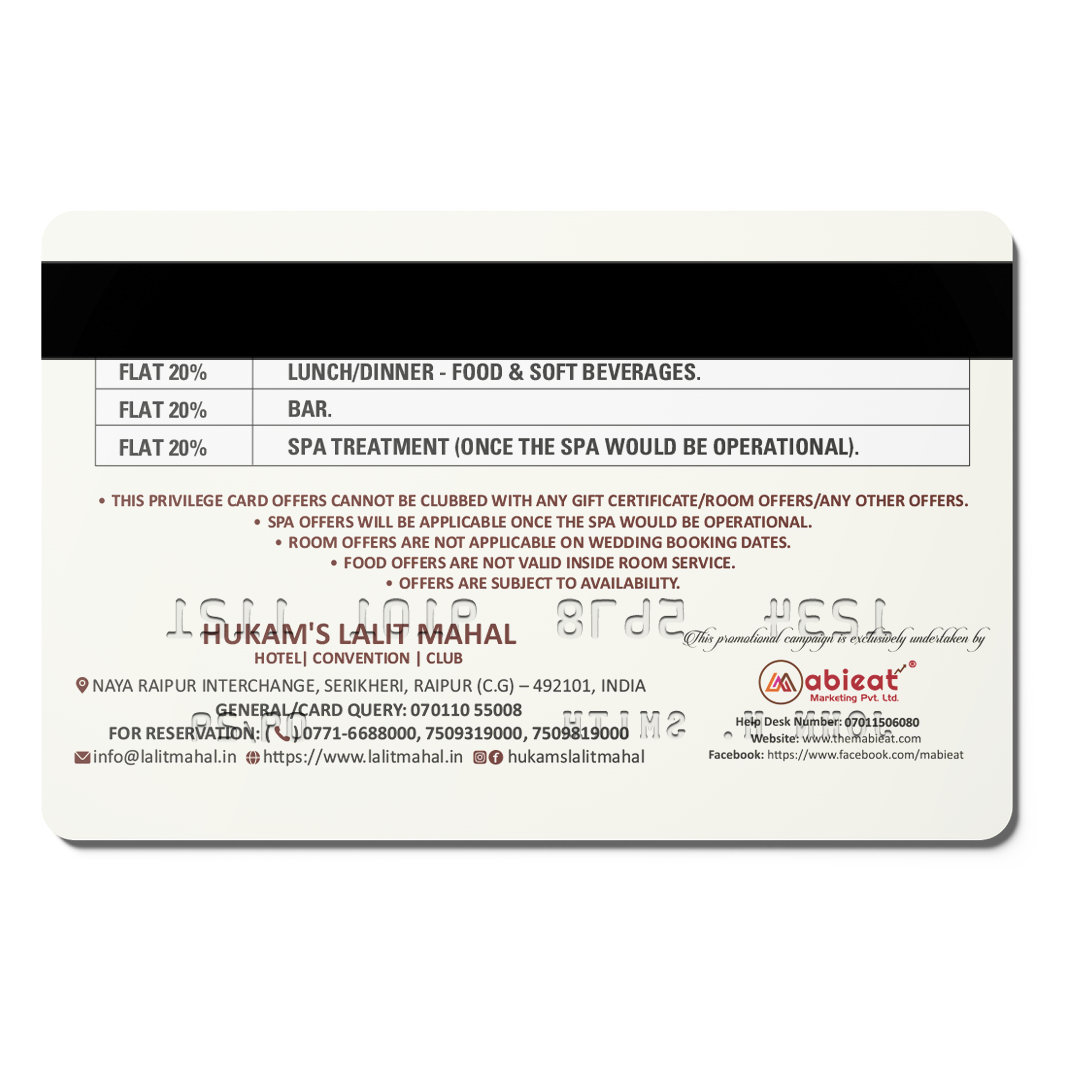 FLAT 20% LUNCH/DINNER - FOOD & SOFT BEVERAGES.
FLAT 20% BAR.
FLAT 20% SPA TREATMENT (ONCE THE SPA WOULD BE OPERATIONAL).
• THIS PRIVILEGE CARD OFFERS CANNOT BE CLUBBED WITH ANY GIFT CERTIFICATE/ROOM OFFERS/ANY OTHER OFFERS.
• SPA OFFERS WILL BE APPLICABLE ONCE THE SPA WOULD BE OPERATIONAL.
• ROOM OFFERS ARE NOT APPLICABLE ON WEDDING BOOKING DATES.
• FOOD OFFERS ARE NOT VALID INSIDE ROOM SERVICE.
• OFFERS ARE SUBJECT TO AVAILABILITY.
HUKAM'S LALIT MAHAL
HOTEL| CONVENTION | CLUB
NAYA RAIPUR INTERCHANGE, SERIKHERI, RAIPUR (C.G) – 492101, INDIA
GENERAL/CARD QUERY: 070110 55008
FOR RESERVATION: ( ) 0771-6688000, 7509319000, 7509819000
info@lalitmahal.in https://www.lalitmahal.in hukamslalitmahal
This promotional campaign is exclusively undertaken by
Mabieat®
Marketing Pvt. Ltd.
Help Desk Number: 07011506080
Website: www.themabieat.com
Facebook: https://www.facebook.com/mabieat